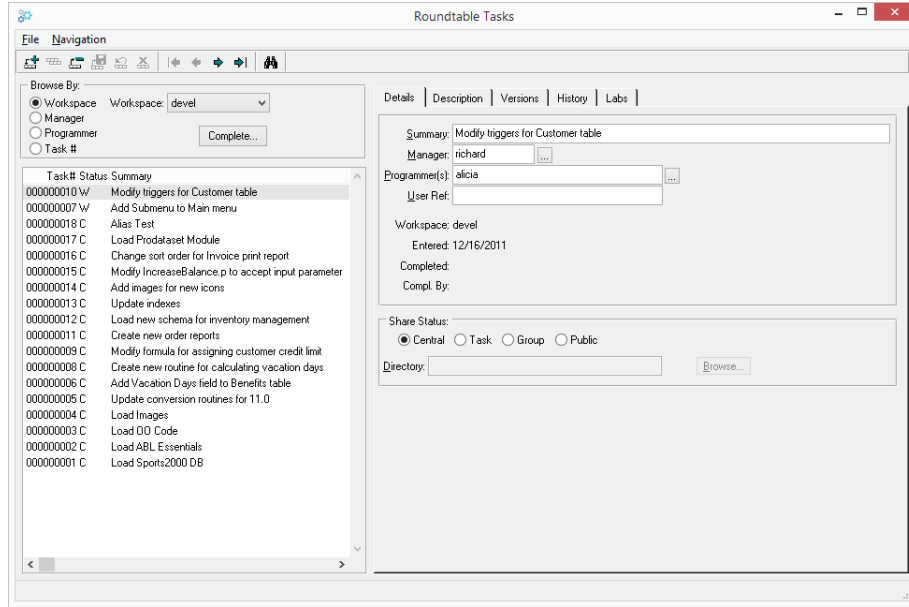 Roundtable Tasks
File Navigation
Browse By:
Workspace Workspace: devel
Manager
Programmer Complete...
Task #
Task# Status Summary
000000010 W Modify triggers for Customer table
000000007 W Add Submenu to Main menu
000000018 C Alias Test
000000017 C Load Prodataset Module
000000016 C Change sort order for Invoice print report
000000015 C Modify IncreaseBalance.p to accept input parameter
000000014 C Add images for new icons
000000013 C Update indexes
000000012 C Load new schema for inventory management
000000011 C Create new order reports
000000009 C Modify formula for assigning customer credit limit
000000008 C Create new routine for calculating vacation days
000000006 C Add Vacation Days field to Benefits table
000000005 C Update conversion routines for 11.0
000000004 C Load Images
000000003 C Load OO Code
000000002 C Load ABL Essentials
000000001 C Load Sports2000 DB
Details Description Versions History Labs
Summary: Modify triggers for Customer table
Manager: richard ...
Programmer(s): alicia ...
User Ref:
Workspace: devel
Entered: 12/16/2011
Completed:
Compl. By:
Share Status:
Central Task Group Public
Directory: Browse...